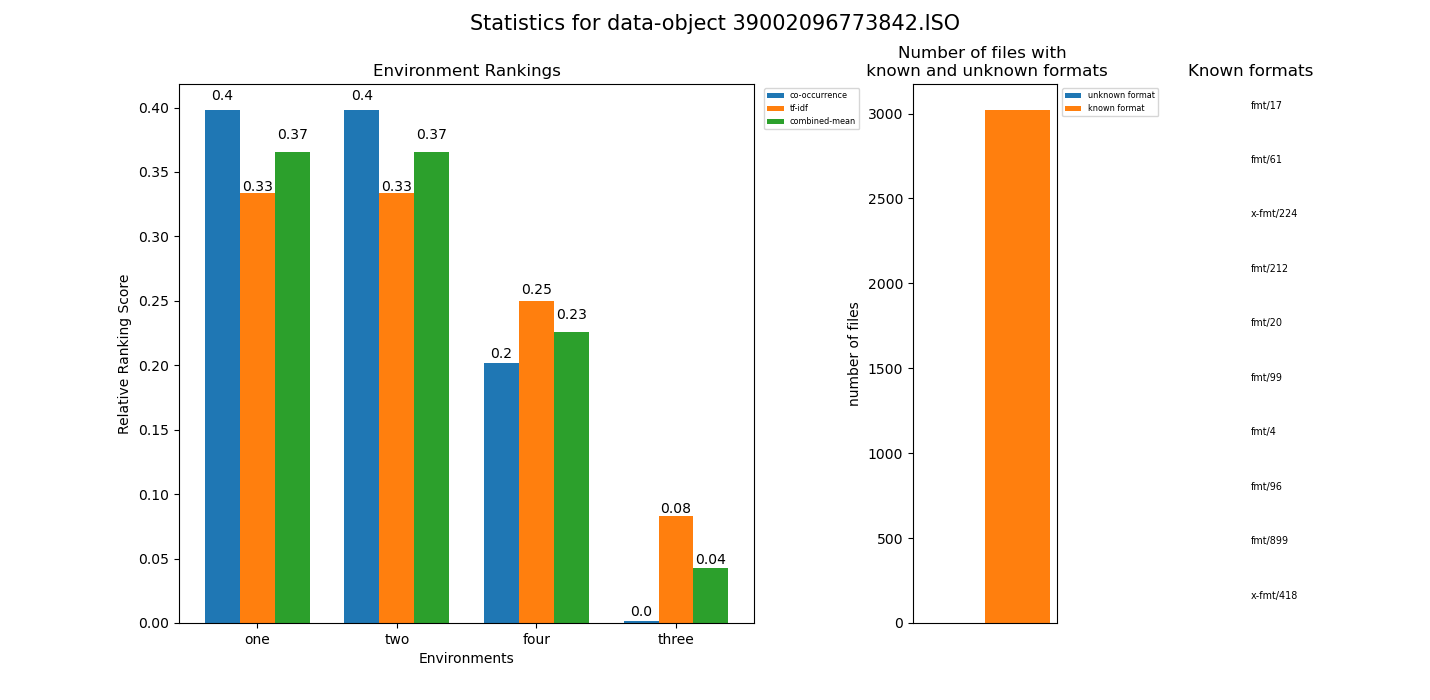 Statistics for data-object 39002096773842.ISO
Environment Rankings
0.40
0.35
0.30
0.25
0.20
0.15
0.10
0.05
0.00
Relative Ranking Score
0.4
0.33
0.37
0.4
0.33
0.37
0.2
0.25
0.23
0.0
0.08
0.04
one
two
four
three
Environments
co-occurrence
tf-idf
combined-mean
Number of files with
known and unknown formats
3000
2500
2000
1500
1000
500
0
number of files
unknown format
known format
Known formats
fmt/17
fmt/61
x-fmt/224
fmt/212
fmt/20
fmt/99
fmt/4
fmt/96
fmt/899
x-fmt/418